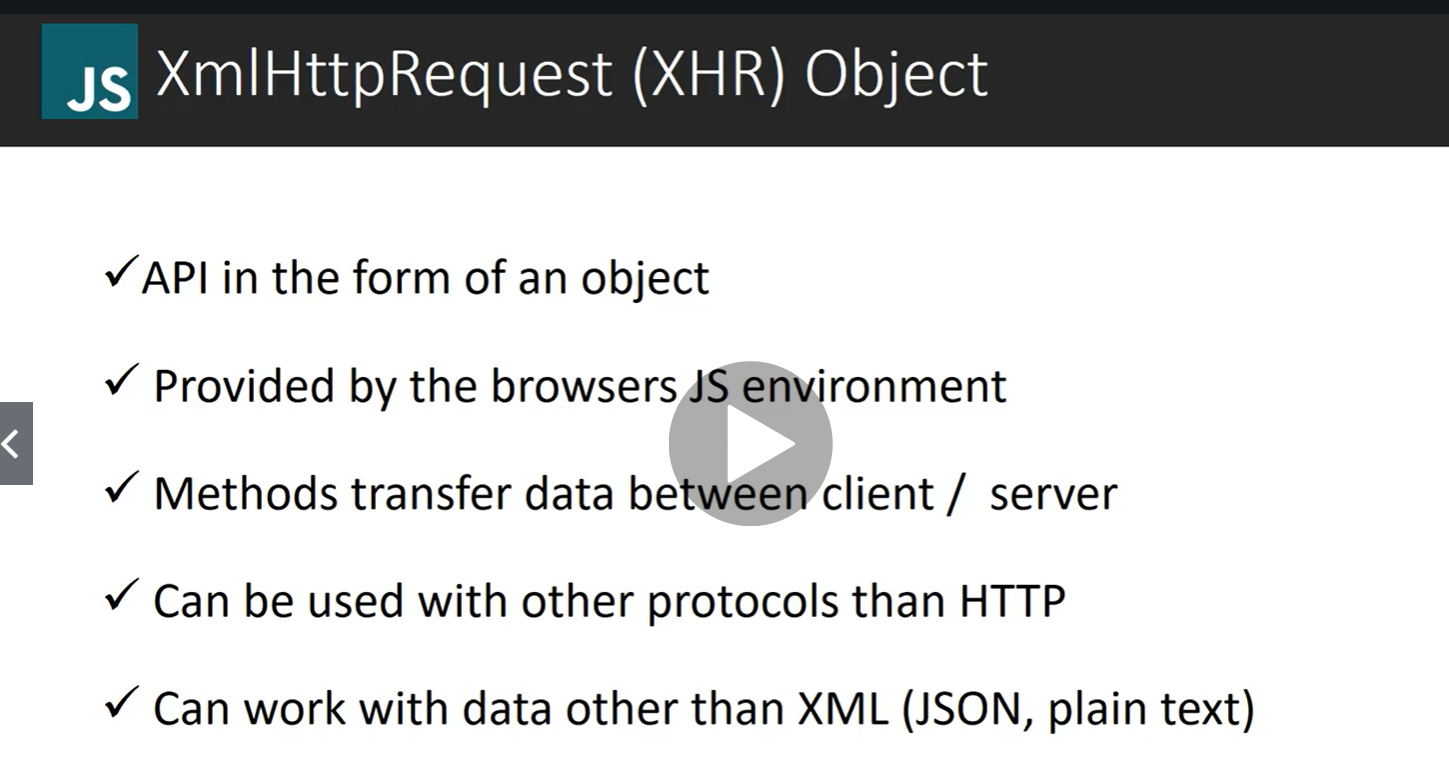 JS XmlHttpRequest (XHR) Object
✓API in the form of an object
✓ Provided by the browsers JS environment
✓ Methods transfer data between client / server
✓ Can be used with other protocols than HTTP
✓ Can work with data other than XML (JSON, plain text)